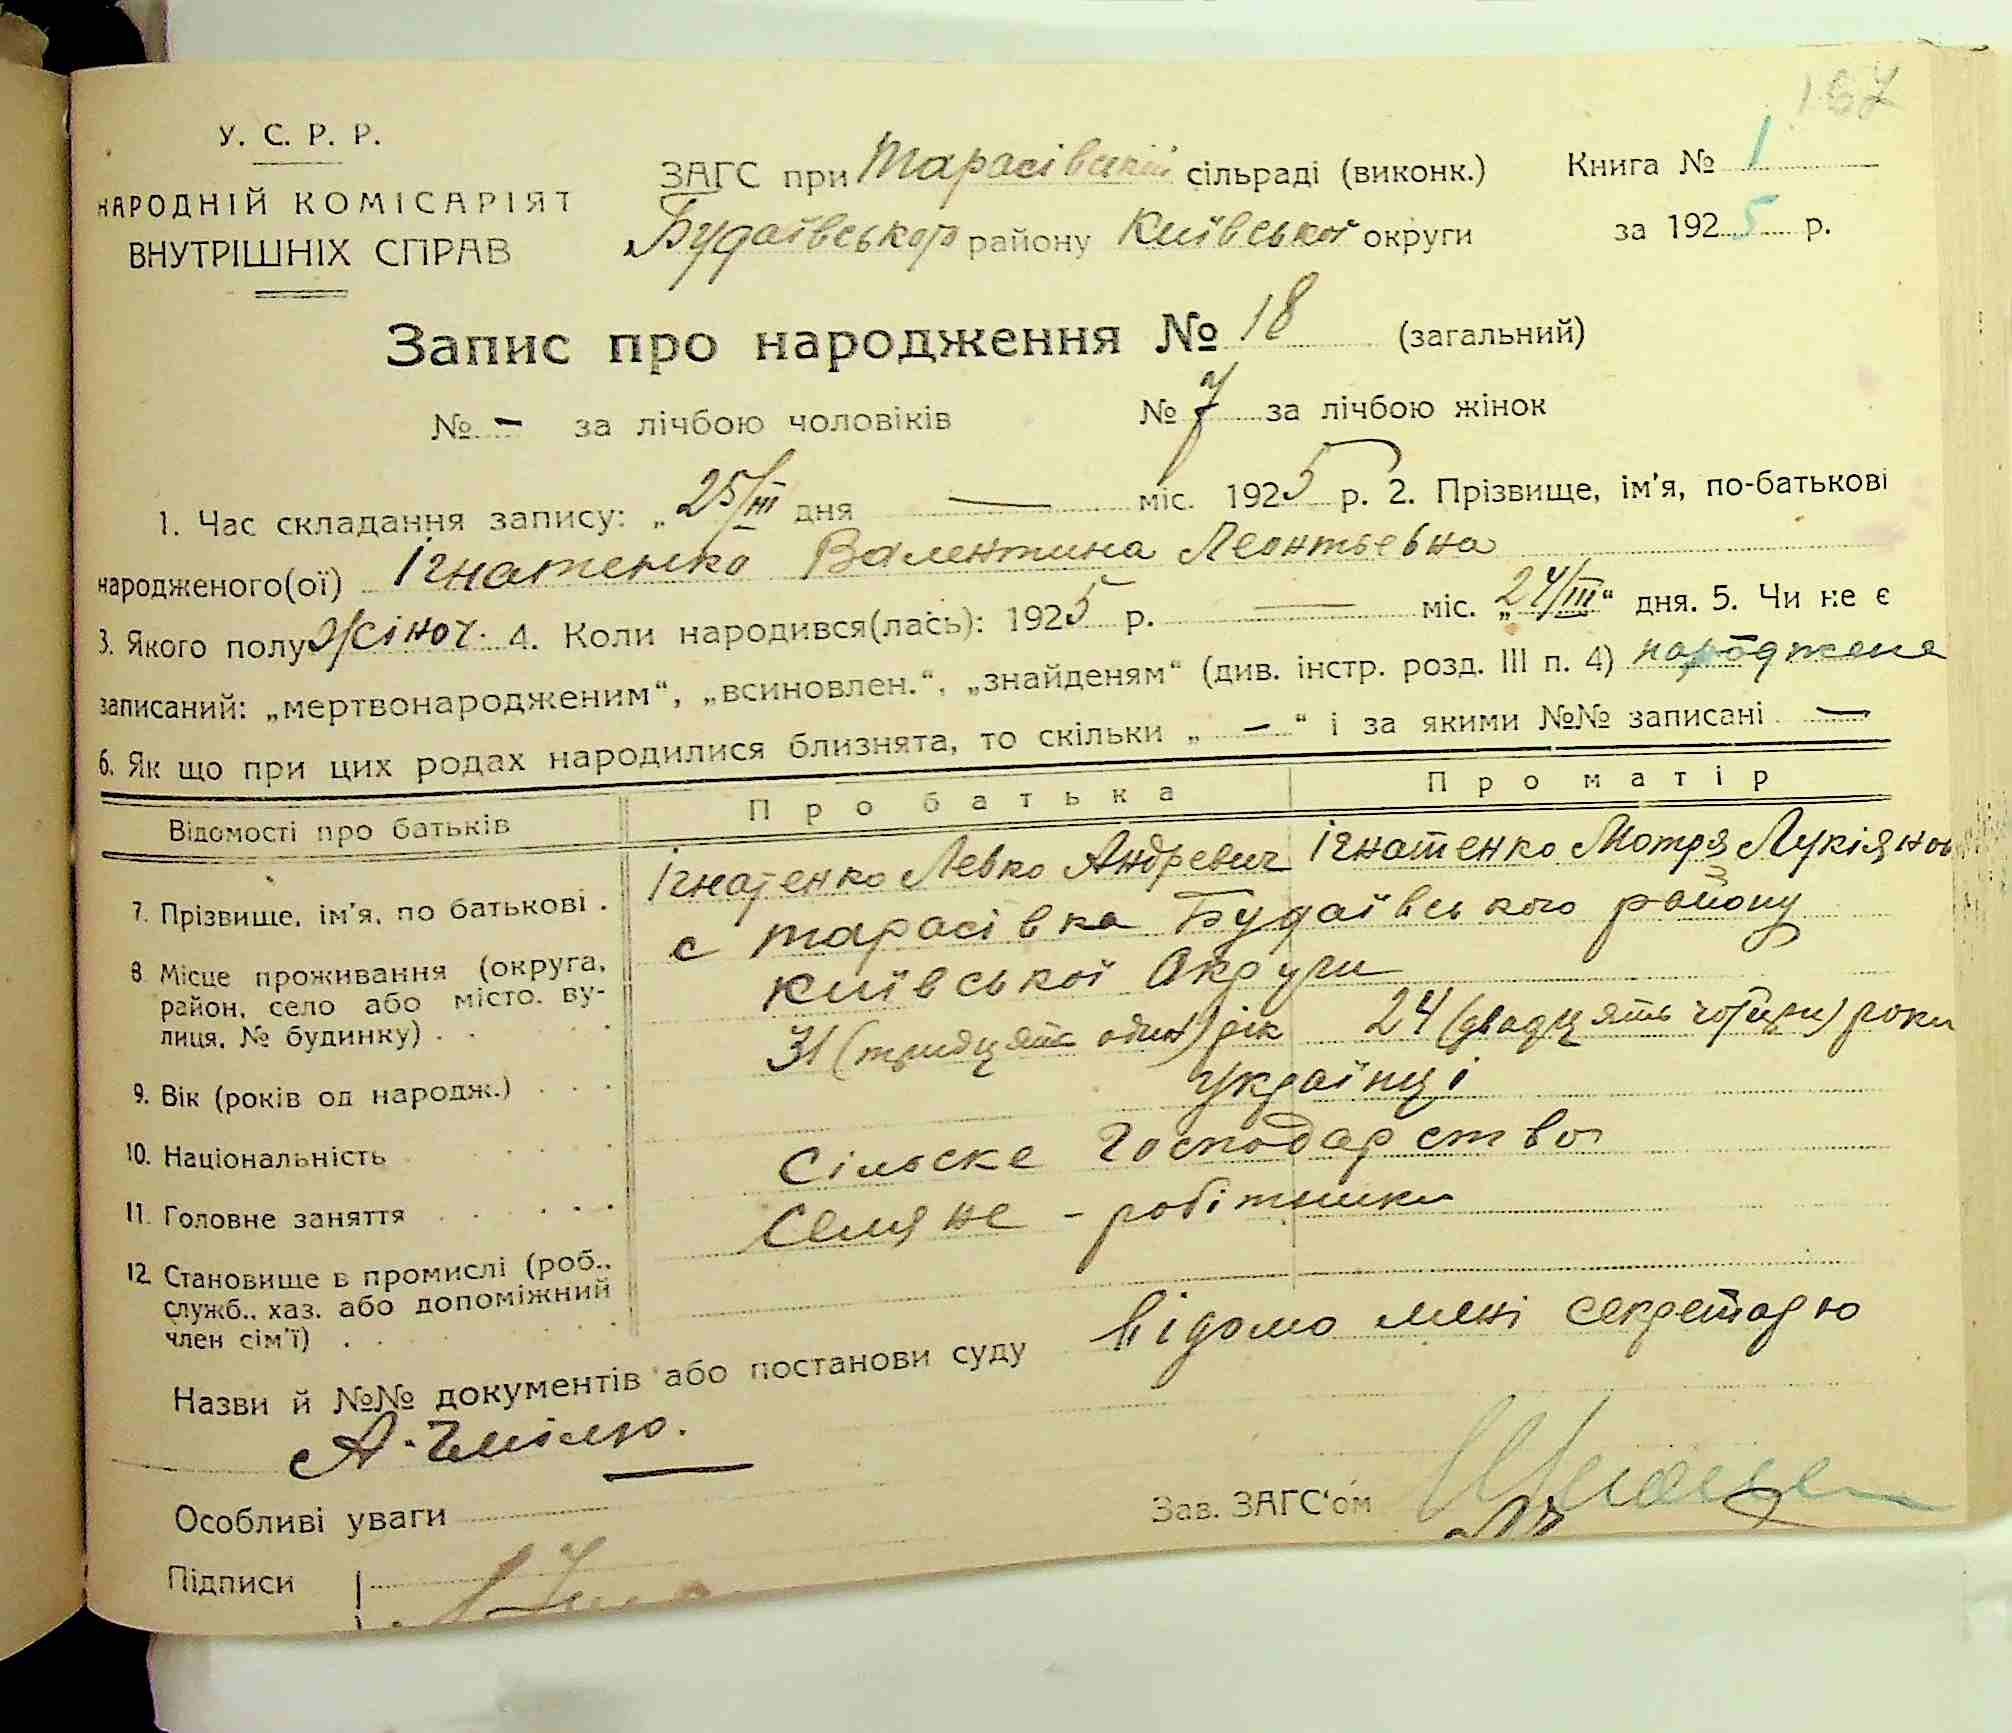 167
У. С. Р. Р.
НАРОДНІЙ КОМІСАРІЯТ
ВНУТРІШНІХ СПРАВ
ЗАГС при Тарасівській сільраді (виконк.)
Будаївського району Київської округи
Книга № 1
за 1925 р.
Запис про народження № 18 (загальний)
№ - за лічбою чоловіків № 7 за лічбою жінок
1. Час складання запису: „25/III дня — міс. 1925 р. 2. Прізвище, ім'я, по-батькові
народженого(ої) Ігнатенко Валентина Леонтьевна
3. Якого полу жіноч. 4. Коли народився(лась): 1925 р. — міс. „24/III“ дня. 5. Чи не є
записаний: „мертвонародженим“, „всиновлен.“, „знайденям“ (див. інстр. розд. III п. 4) народжена
6. Як що при цих родах народилися близнята, то скільки „ — “ і за якими №№ записані —
Відомості про батьків Про батька Про матір
7. Прізвище, ім'я, по батькові . Ігнатенко Левко Андревич Ігнатенко Мотря Лукіянов
8. Місце проживання (округа, район, село або місто, вулиця, № будинку) . . с Тарасівка Будаївського району
Київської Округи
9. Вік (років од народж.) . . . 31 (тридцять один) рік 24 (двадцять чотири) роки
10. Національність Українці
11. Головне заняття Сільске господарство
12. Становище в промислі (роб., служб., хаз. або допоміжний член сім'ї) . Селяне - робітники
Назви й №№ документів або постанови суду відомо мені секретарю
А.
Особливі уваги
Зав. ЗАГС'ом
Підписи